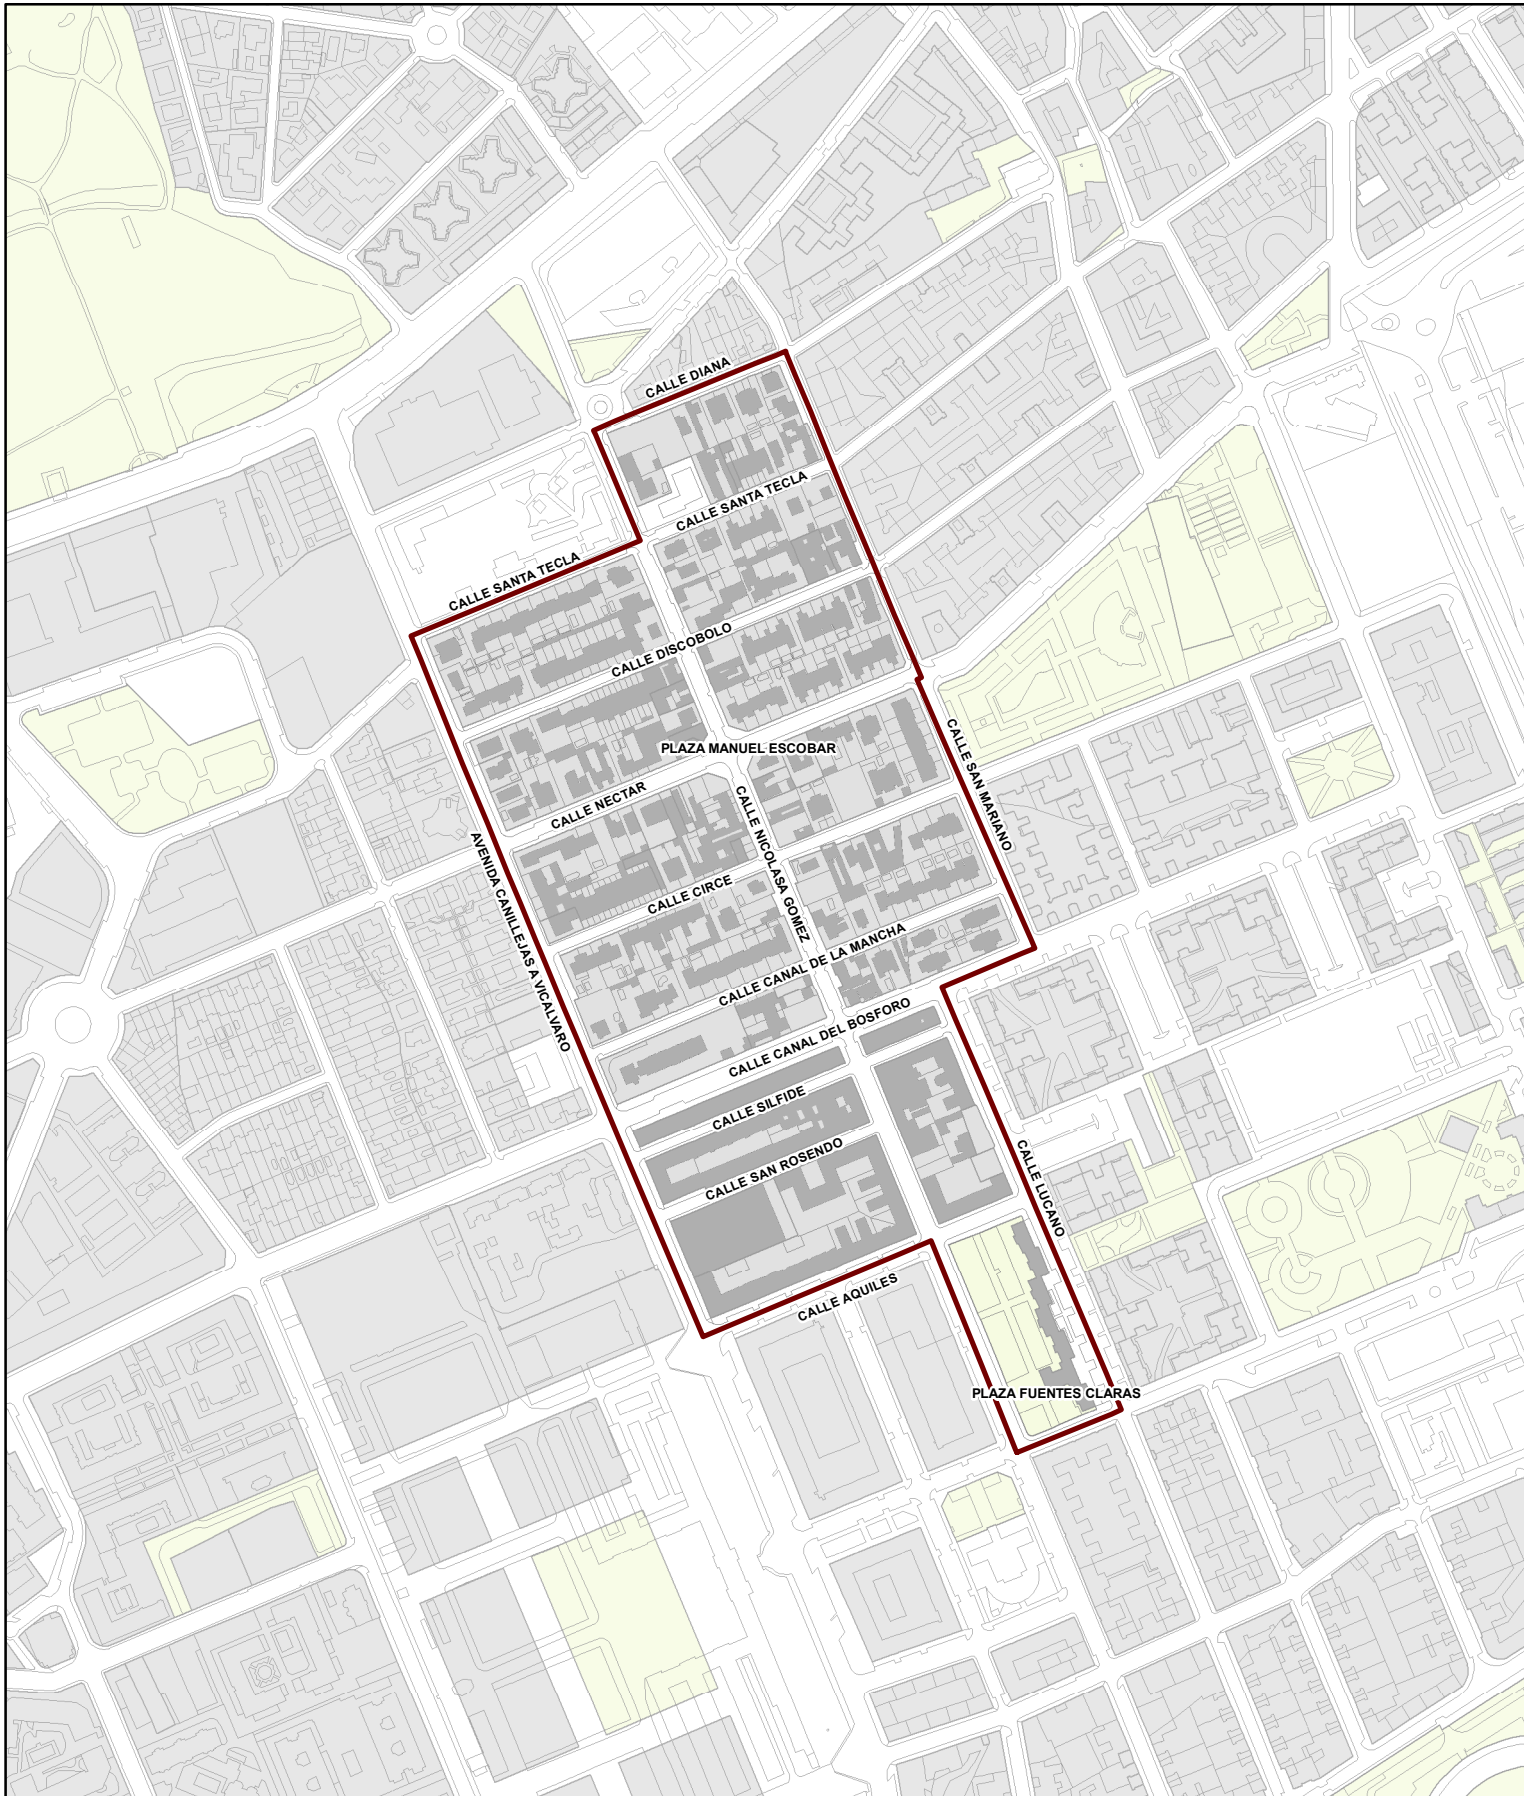 CALLE DIANA
CALLE SANTA TECLA
CALLE SANTA TECLA
CALLE DISCOBOLO
PLAZA MANUEL ESCOBAR
CALLE SAN MARIANO
CALLE NECTAR
CALLE NICOLASA GOMEZ
AVENIDA CANILLEJAS A VICALVARO
CALLE CIRCE
CALLE CANAL DE LA MANCHA
CALLE CANAL DEL BOSFORO
CALLE SILFIDE
CALLE SAN ROSENDO
CALLE LUCANO
CALLE AQUILES
PLAZA FUENTES CLARAS